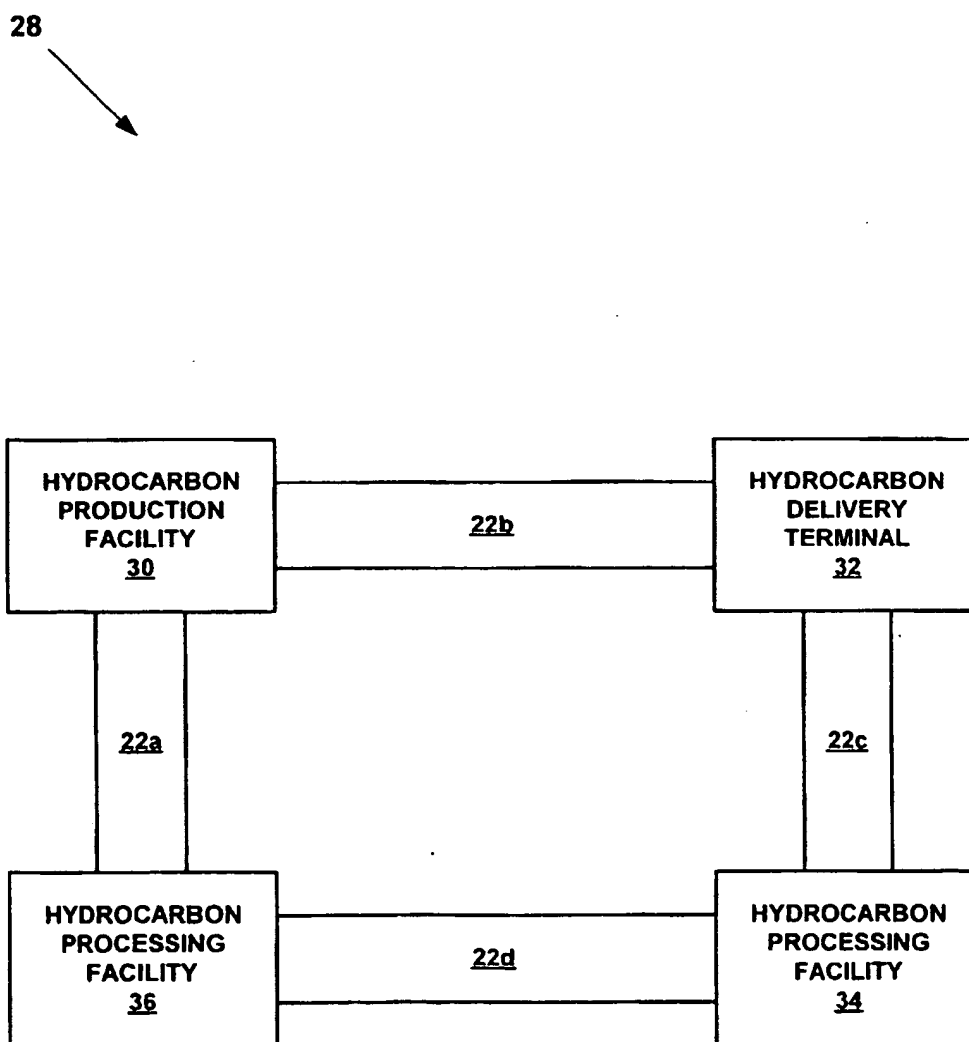 28
HYDROCARBON
PRODUCTION
FACILITY
30
22b
HYDROCARBON
DELIVERY
TERMINAL
32
22a
22c
HYDROCARBON
PROCESSING
FACILITY
36
22d
HYDROCARBON
PROCESSING
FACILITY
34